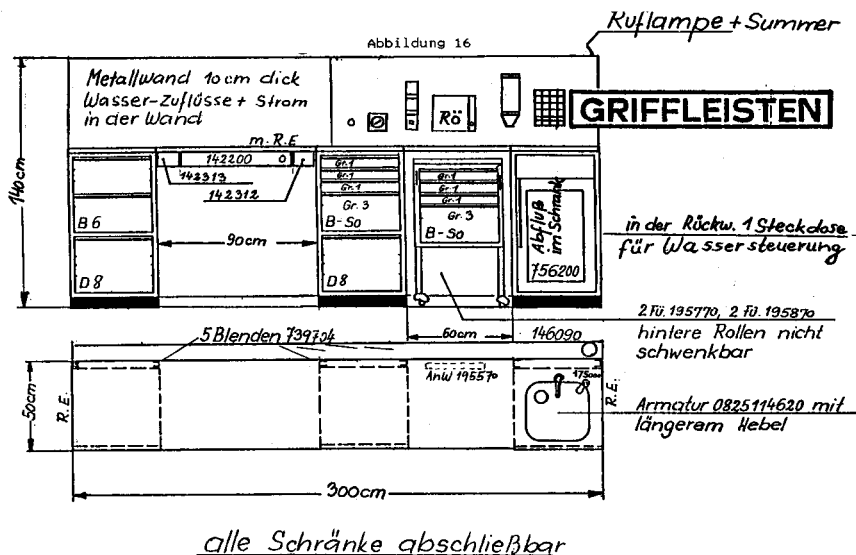 Ruflampe + Summer
Abbildung 16
Metallwand 10cm dick
Wasser-Zuflüsse + Strom
in der Wand
Rö
GRIFFLEISTEN
m. R.E
142200
142313
142312
Gr. 1
Gr. 1
Gr. 1
Gr. 3
B-So
Gr. 1
Gr. 1
Gr. 1
Gr. 3
B-So
Abfluß
im Schrank
756200
140cm
B6
90cm
D8
D8
in der Rückw. 1 Steckdose
für Wassersteuerung
2 Fü. 195770, 2 Fü. 195870
hintere Rollen nicht
schwenkbar
60cm
146090
5 Blenden 739704
AnW 195570
50cm
R.E.
R.E.
Armatur 0825114620 mit
längerem Hebel
300cm
alle Schränke abschließbar